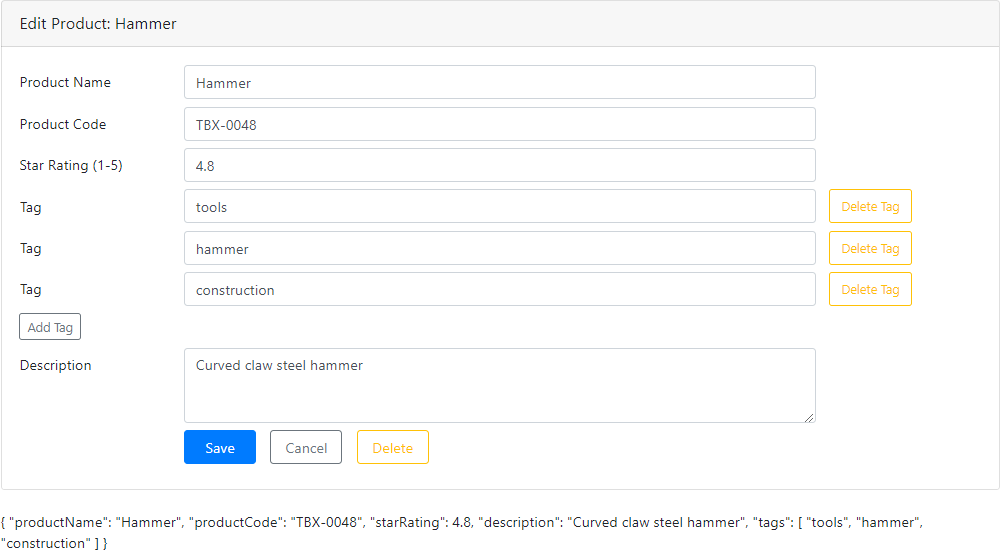 Edit Product: Hammer
Product Name Hammer
Product Code TBX-0048
Star Rating (1-5) 4.8
Tag tools Delete Tag
Tag hammer Delete Tag
Tag construction Delete Tag
Add Tag
Description Curved claw steel hammer
Save Cancel Delete
{ "productName": "Hammer", "productCode": "TBX-0048", "starRating": 4.8, "description": "Curved claw steel hammer", "tags": [ "tools", "hammer",
"construction" ] }